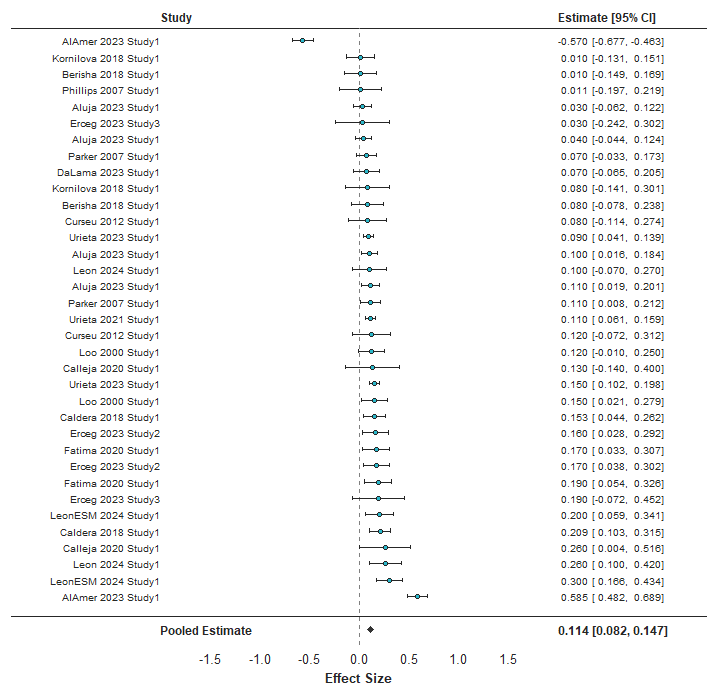 Study Estimate [95% CI]
AlAmer 2023 Study1 -0.570 [-0.677, -0.463]
Kornilova 2018 Study1 0.010 [-0.131, 0.151]
Berisha 2018 Study1 0.010 [-0.149, 0.169]
Phillips 2007 Study1 0.011 [-0.197, 0.219]
Aluja 2023 Study1 0.030 [-0.062, 0.122]
Erceg 2023 Study3 0.030 [-0.242, 0.302]
Aluja 2023 Study1 0.040 [-0.044, 0.124]
Parker 2007 Study1 0.070 [-0.033, 0.173]
DaLama 2023 Study1 0.070 [-0.065, 0.205]
Kornilova 2018 Study1 0.080 [-0.141, 0.301]
Berisha 2018 Study1 0.080 [-0.078, 0.238]
Curseu 2012 Study1 0.080 [-0.114, 0.274]
Urieta 2023 Study1 0.090 [ 0.041, 0.139]
Aluja 2023 Study1 0.100 [ 0.016, 0.184]
Leon 2024 Study1 0.100 [-0.070, 0.270]
Aluja 2023 Study1 0.110 [ 0.019, 0.201]
Parker 2007 Study1 0.110 [ 0.008, 0.212]
Urieta 2021 Study1 0.110 [ 0.061, 0.159]
Curseu 2012 Study1 0.120 [-0.072, 0.312]
Loo 2000 Study1 0.120 [-0.010, 0.250]
Calleja 2020 Study1 0.130 [-0.140, 0.400]
Urieta 2023 Study1 0.150 [ 0.102, 0.198]
Loo 2000 Study1 0.150 [ 0.021, 0.279]
Caldera 2018 Study1 0.153 [ 0.044, 0.262]
Erceg 2023 Study2 0.160 [ 0.028, 0.292]
Fatima 2020 Study1 0.170 [ 0.033, 0.307]
Erceg 2023 Study2 0.170 [ 0.038, 0.302]
Fatima 2020 Study1 0.190 [ 0.054, 0.326]
Erceg 2023 Study3 0.190 [-0.072, 0.452]
LeonESM 2024 Study1 0.200 [ 0.059, 0.341]
Caldera 2018 Study1 0.209 [ 0.103, 0.315]
Calleja 2020 Study1 0.260 [ 0.004, 0.516]
Leon 2024 Study1 0.260 [ 0.100, 0.420]
LeonESM 2024 Study1 0.300 [ 0.166, 0.434]
AlAmer 2023 Study1 0.585 [ 0.482, 0.689]
Pooled Estimate 0.114 [0.082, 0.147]
-1.5 -1.0 -0.5 0.0 0.5 1.0 1.5
Effect Size